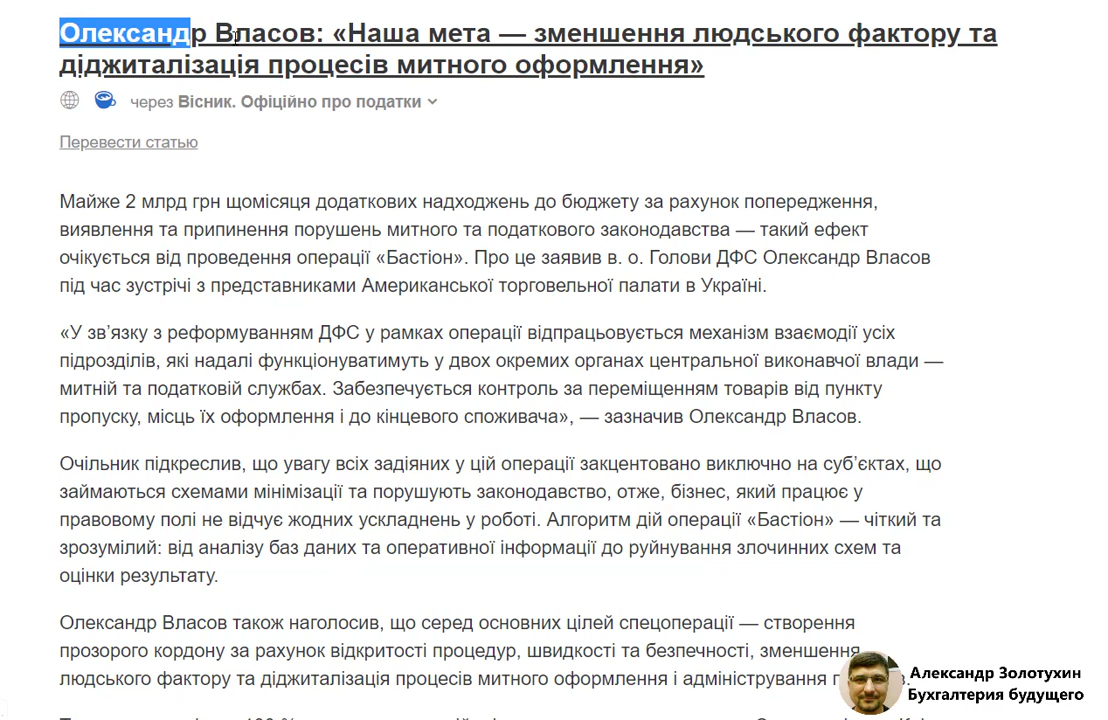 Олександр Власов: «Наша мета — зменшення людського фактору та
діджиталізація процесів митного оформлення»
через Вісник. Офіційно про податки
Перевести статью
Майже 2 млрд грн щомісяця додаткових надходжень до бюджету за рахунок попередження,
виявлення та припинення порушень митного та податкового законодавства — такий ефект
очікується від проведення операції «Бастіон». Про це заявив в. о. Голови ДФС Олександр Власов
під час зустрічі з представниками Американської торговельної палати в Україні.
«У зв’язку з реформуванням ДФС у рамках операції відпрацьовується механізм взаємодії усіх
підрозділів, які надалі функціонуватимуть у двох окремих органах центральної виконавчої влади —
митній та податковій службах. Забезпечується контроль за переміщенням товарів від пункту
пропуску, місць їх оформлення і до кінцевого споживача», — зазначив Олександр Власов.
Очільник підкреслив, що увагу всіх задіяних у цій операції закцентовано виключно на суб’єктах, що
займаються схемами мінімізації та порушують законодавство, отже, бізнес, який працює у
правовому полі не відчує жодних ускладнень у роботі. Алгоритм дій операції «Бастіон» — чіткий та
зрозумілий: від аналізу баз даних та оперативної інформації до руйнування злочинних схем та
оцінки результату.
Олександр Власов також наголосив, що серед основних цілей спецоперації — створення
прозорого кордону за рахунок відкритості процедур, швидкості та безпечності, зменшення
людського фактору та діджиталізація процесів митного оформлення і адміністрування
Александр Золотухин
Бухгалтерия будущего